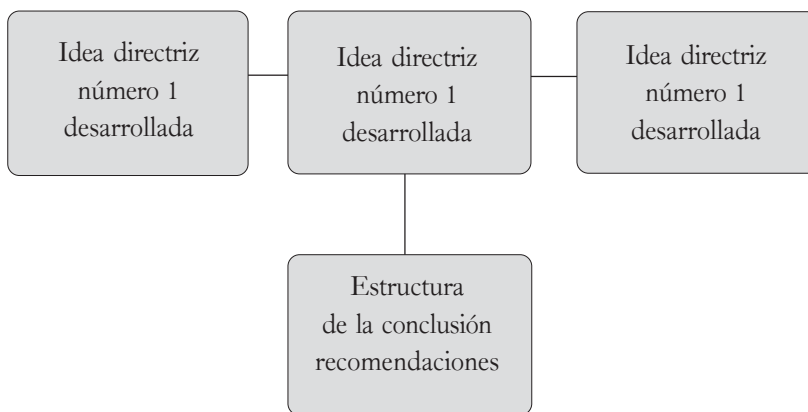 Idea directriz
número 1
desarrollada
Idea directriz
número 1
desarrollada
Idea directriz
número 1
desarrollada
Estructura
de la conclusión
recomendaciones